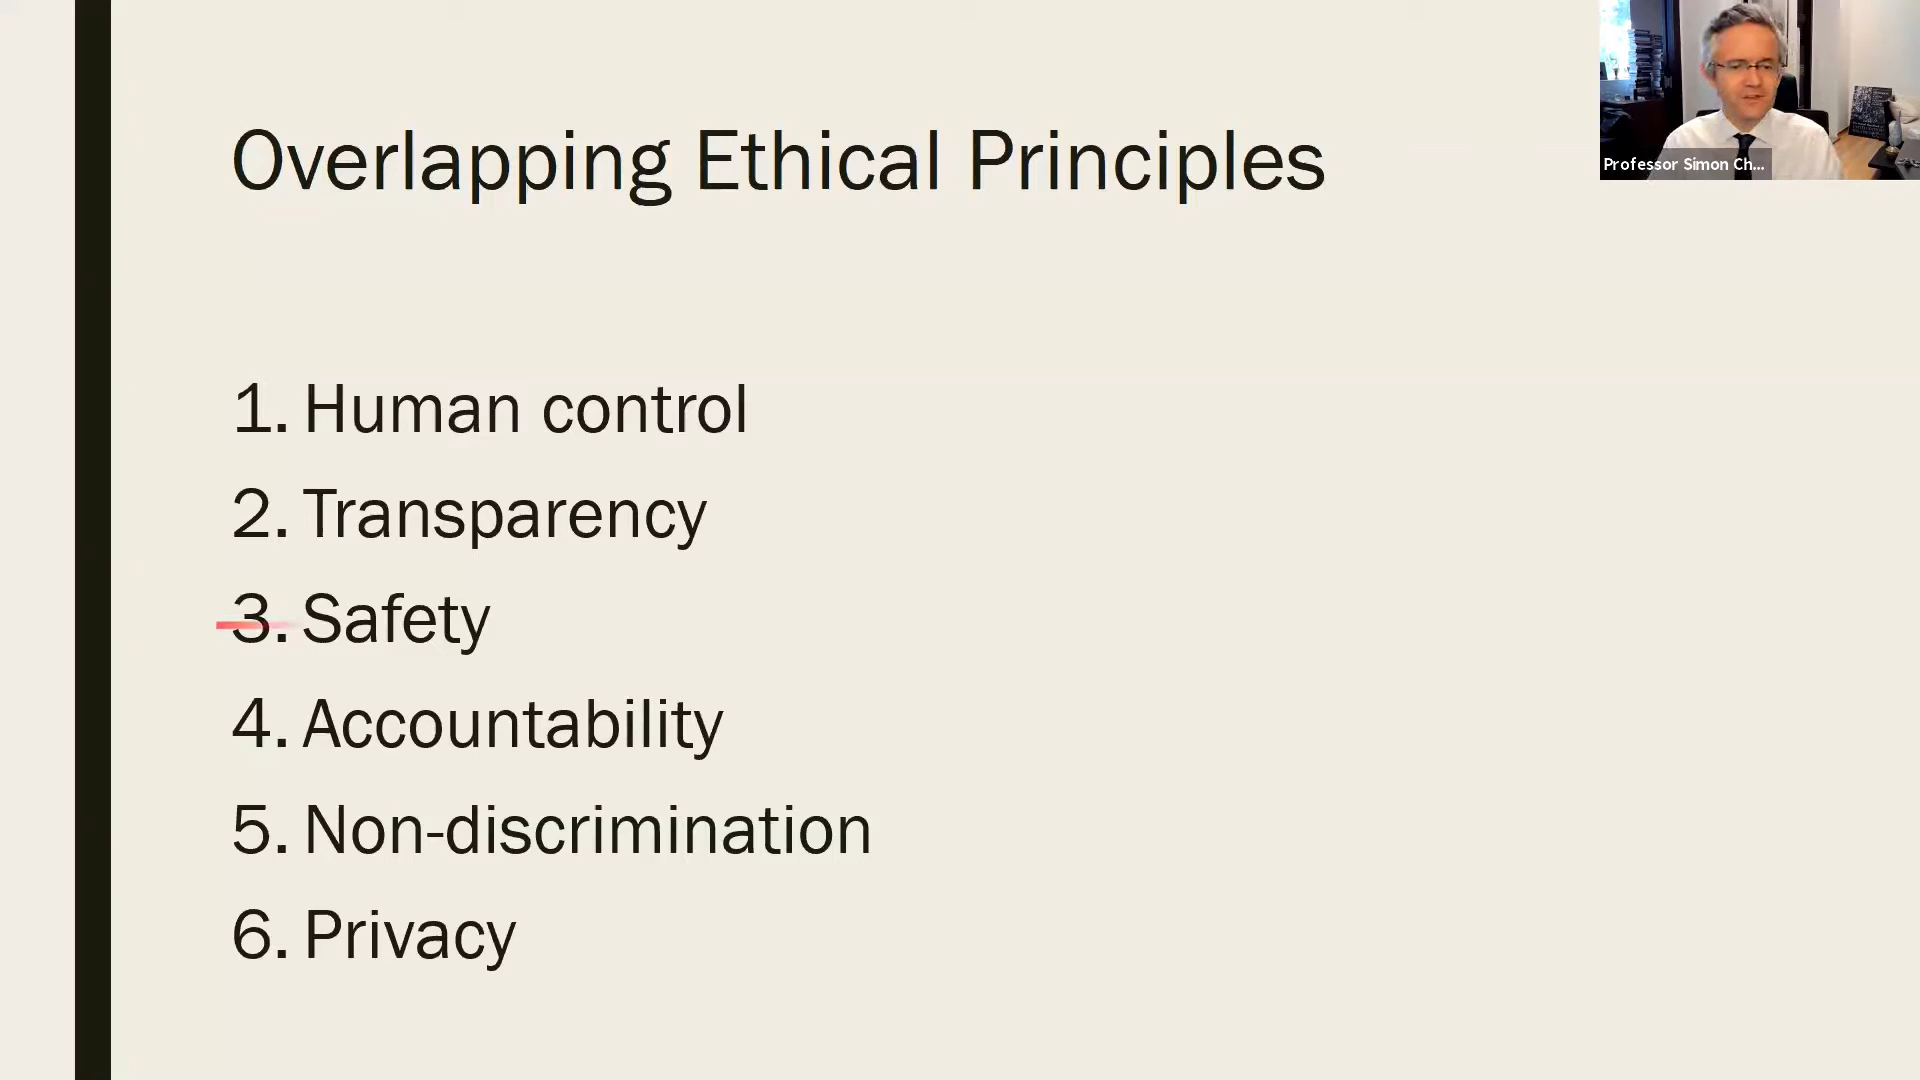 Overlapping Ethical Principles
Professor Simon Ch...
1. Human control
2. Transparency
3. Safety
4. Accountability
5. Non-discrimination
6. Privacy